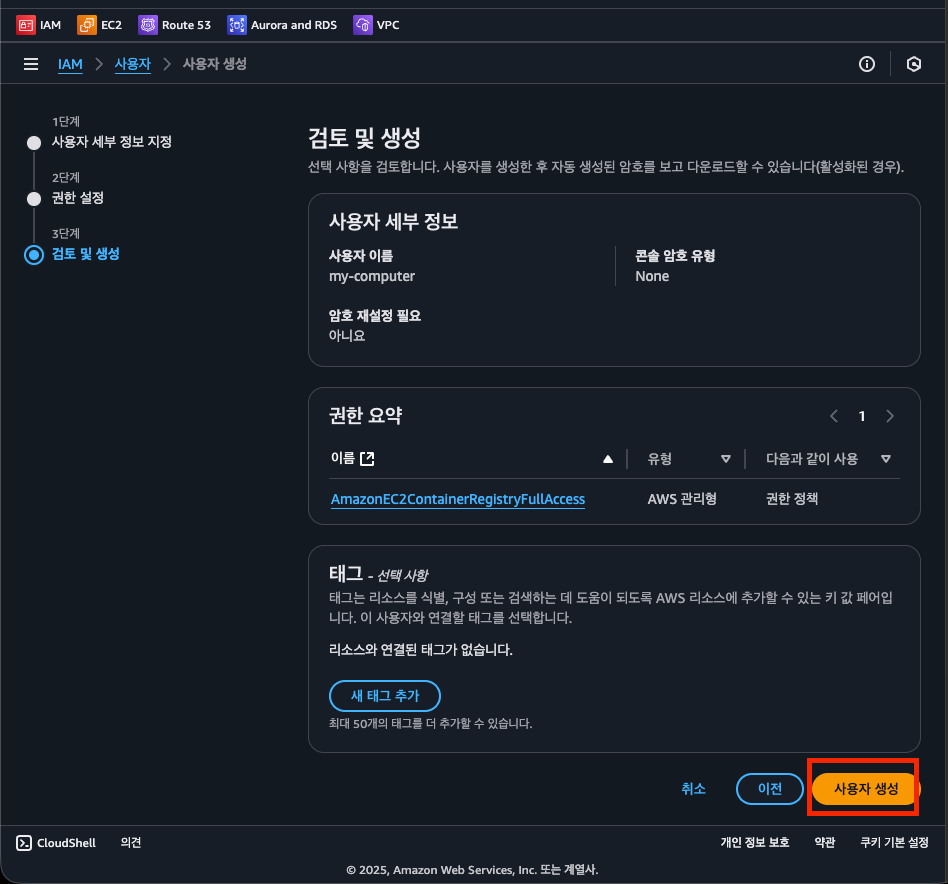 IAM EC2 Route 53 Aurora and RDS VPC
IAM 사용자 사용자 생성
1단계
사용자 세부 정보 지정
2단계
권한 설정
3단계
검토 및 생성
검토 및 생성
선택 사항을 검토합니다. 사용자를 생성한 후 자동 생성된 암호를 보고 다운로드할 수 있습니다(활성화된 경우).
사용자 세부 정보
사용자 이름
my-computer
콘솔 암호 유형
None
암호 재설정 필요
아니요
권한 요약
1
이름 유형 다음과 같이 사용
AmazonEC2ContainerRegistryFullAccess AWS 관리형 권한 정책
태그 - 선택 사항
태그는 리소스를 식별, 구성 또는 검색하는 데 도움이 되도록 AWS 리소스에 추가할 수 있는 키 값 페어입
니다. 이 사용자와 연결할 태그를 선택합니다.
리소스와 연결된 태그가 없습니다.
새 태그 추가
최대 50개의 태그를 더 추가할 수 있습니다.
취소 이전 사용자 생성
CloudShell 의견 개인 정보 보호 약관 쿠키 기본 설정
© 2025, Amazon Web Services, Inc. 또는 계열사.